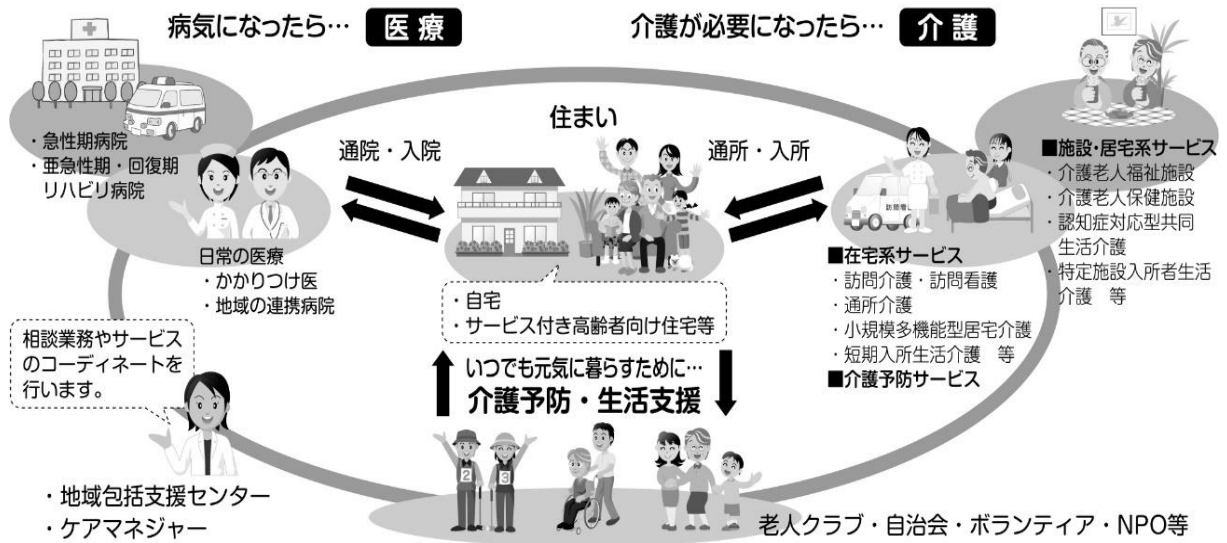 病気になったら… 医療
介護が必要になったら… 介護
・急性期病院
・亜急性期・回復期
リハビリ病院
日常の医療
・かかりつけ医
・地域の連携病院
通院・入院
住まい
通所・入所
・自宅
・サービス付き高齢者向け住宅等
訪問看
■在宅系サービス
・訪問介護・訪問看護
・通所介護
・小規模多機能型居宅介護
・短期入所生活介護 等
■介護予防サービス
■施設・居宅系サービス
・介護老人福祉施設
・介護老人保健施設
・認知症対応型共同
生活介護
・特定施設入所者生活
介護 等
相談業務やサービス
のコーディネートを
行います。
・地域包括支援センター
・ケアマネジャー
いつでも元気に暮らすために…
介護予防・生活支援
2
3
老人クラブ・自治会・ボランティア・NPO等